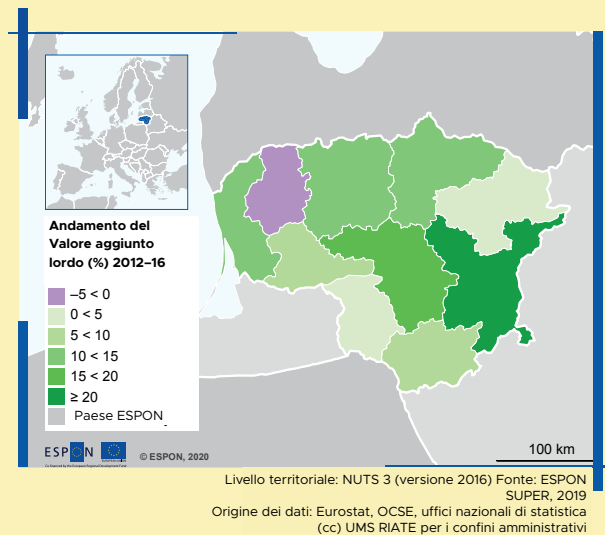 Andamento del
Valore aggiunto
lordo (%) 2012–16
–5 < 0
0 < 5
5 < 10
10 < 15
15 < 20
≥ 20
Paese ESPON
ESPON
© ESPON, 2020
100 km
Livello territoriale: NUTS 3 (versione 2016) Fonte: ESPON
SUPER, 2019
Origine dei dati: Eurostat, OCSE, uffici nazionali di statistica
(cc) UMS RIATE per i confini amministrativi